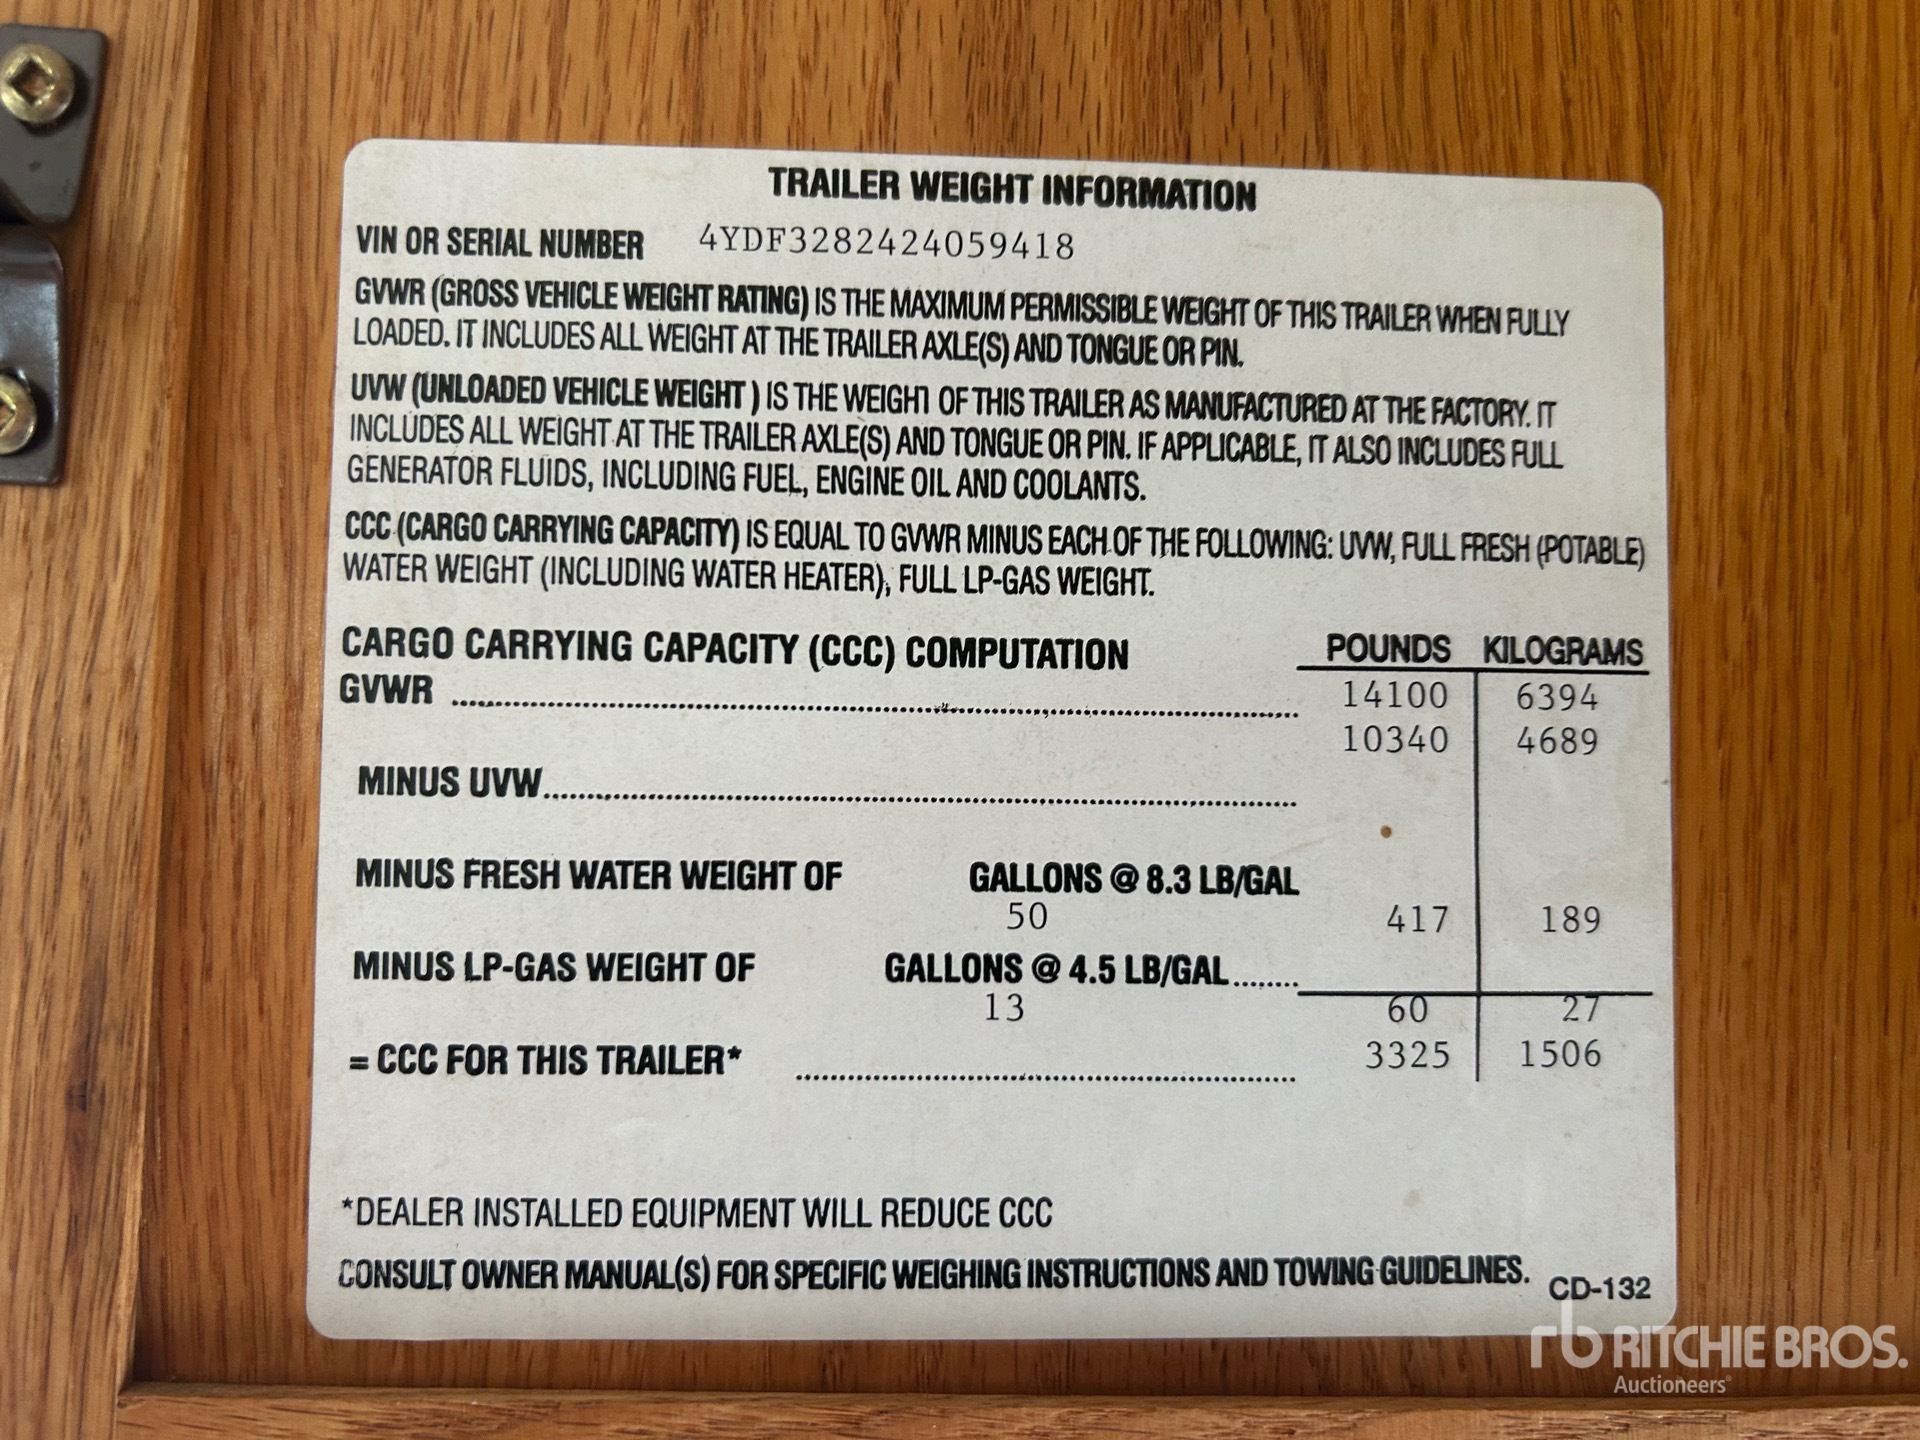 TRAILER WEIGHT INFORMATION
VIN OR SERIAL NUMBER 4YDF3282424059418
GVWR (GROSS VEHICLE WEIGHT RATING) IS THE MAXIMUM PERMISSIBLE WEIGHT OF THIS TRAILER WHEN FULLY
LOADED. IT INCLUDES ALL WEIGHT AT THE TRAILER AXLE(S) AND TONGUE OR PIN.
UVW (UNLOADED VEHICLE WEIGHT ) IS THE WEIGHT OF THIS TRAILER AS MANUFACTURED AT THE FACTORY. IT
INCLUDES ALL WEIGHT AT THE TRAILER AXLE(S) AND TONGUE OR PIN. IF APPLICABLE, IT ALSO INCLUDES FULL
GENERATOR FLUIDS, INCLUDING FUEL, ENGINE OIL AND COOLANTS.
CCC (CARGO CARRYING CAPACITY) IS EQUAL TO GVWR MINUS EACH OF THE FOLLOWING: UVW, FULL FRESH (POTABLE)
WATER WEIGHT (INCLUDING WATER HEATER), FULL LP-GAS WEIGHT.
CARGO CARRYING CAPACITY (CCC) COMPUTATION POUNDS KILOGRAMS
GVWR 14100 6394
10340 4689
MINUS UVW
MINUS FRESH WATER WEIGHT OF GALLONS @ 8.3 LB/GAL
50 417 189
MINUS LP-GAS WEIGHT OF GALLONS @ 4.5 LB/GAL
13 60 27
= CCC FOR THIS TRAILER* 3325 1506
*DEALER INSTALLED EQUIPMENT WILL REDUCE CCC
CONSULT OWNER MANUAL(S) FOR SPECIFIC WEIGHING INSTRUCTIONS AND TOWING GUIDELINES. CD-132
rb RITCHIE BROS.
Auctioneers